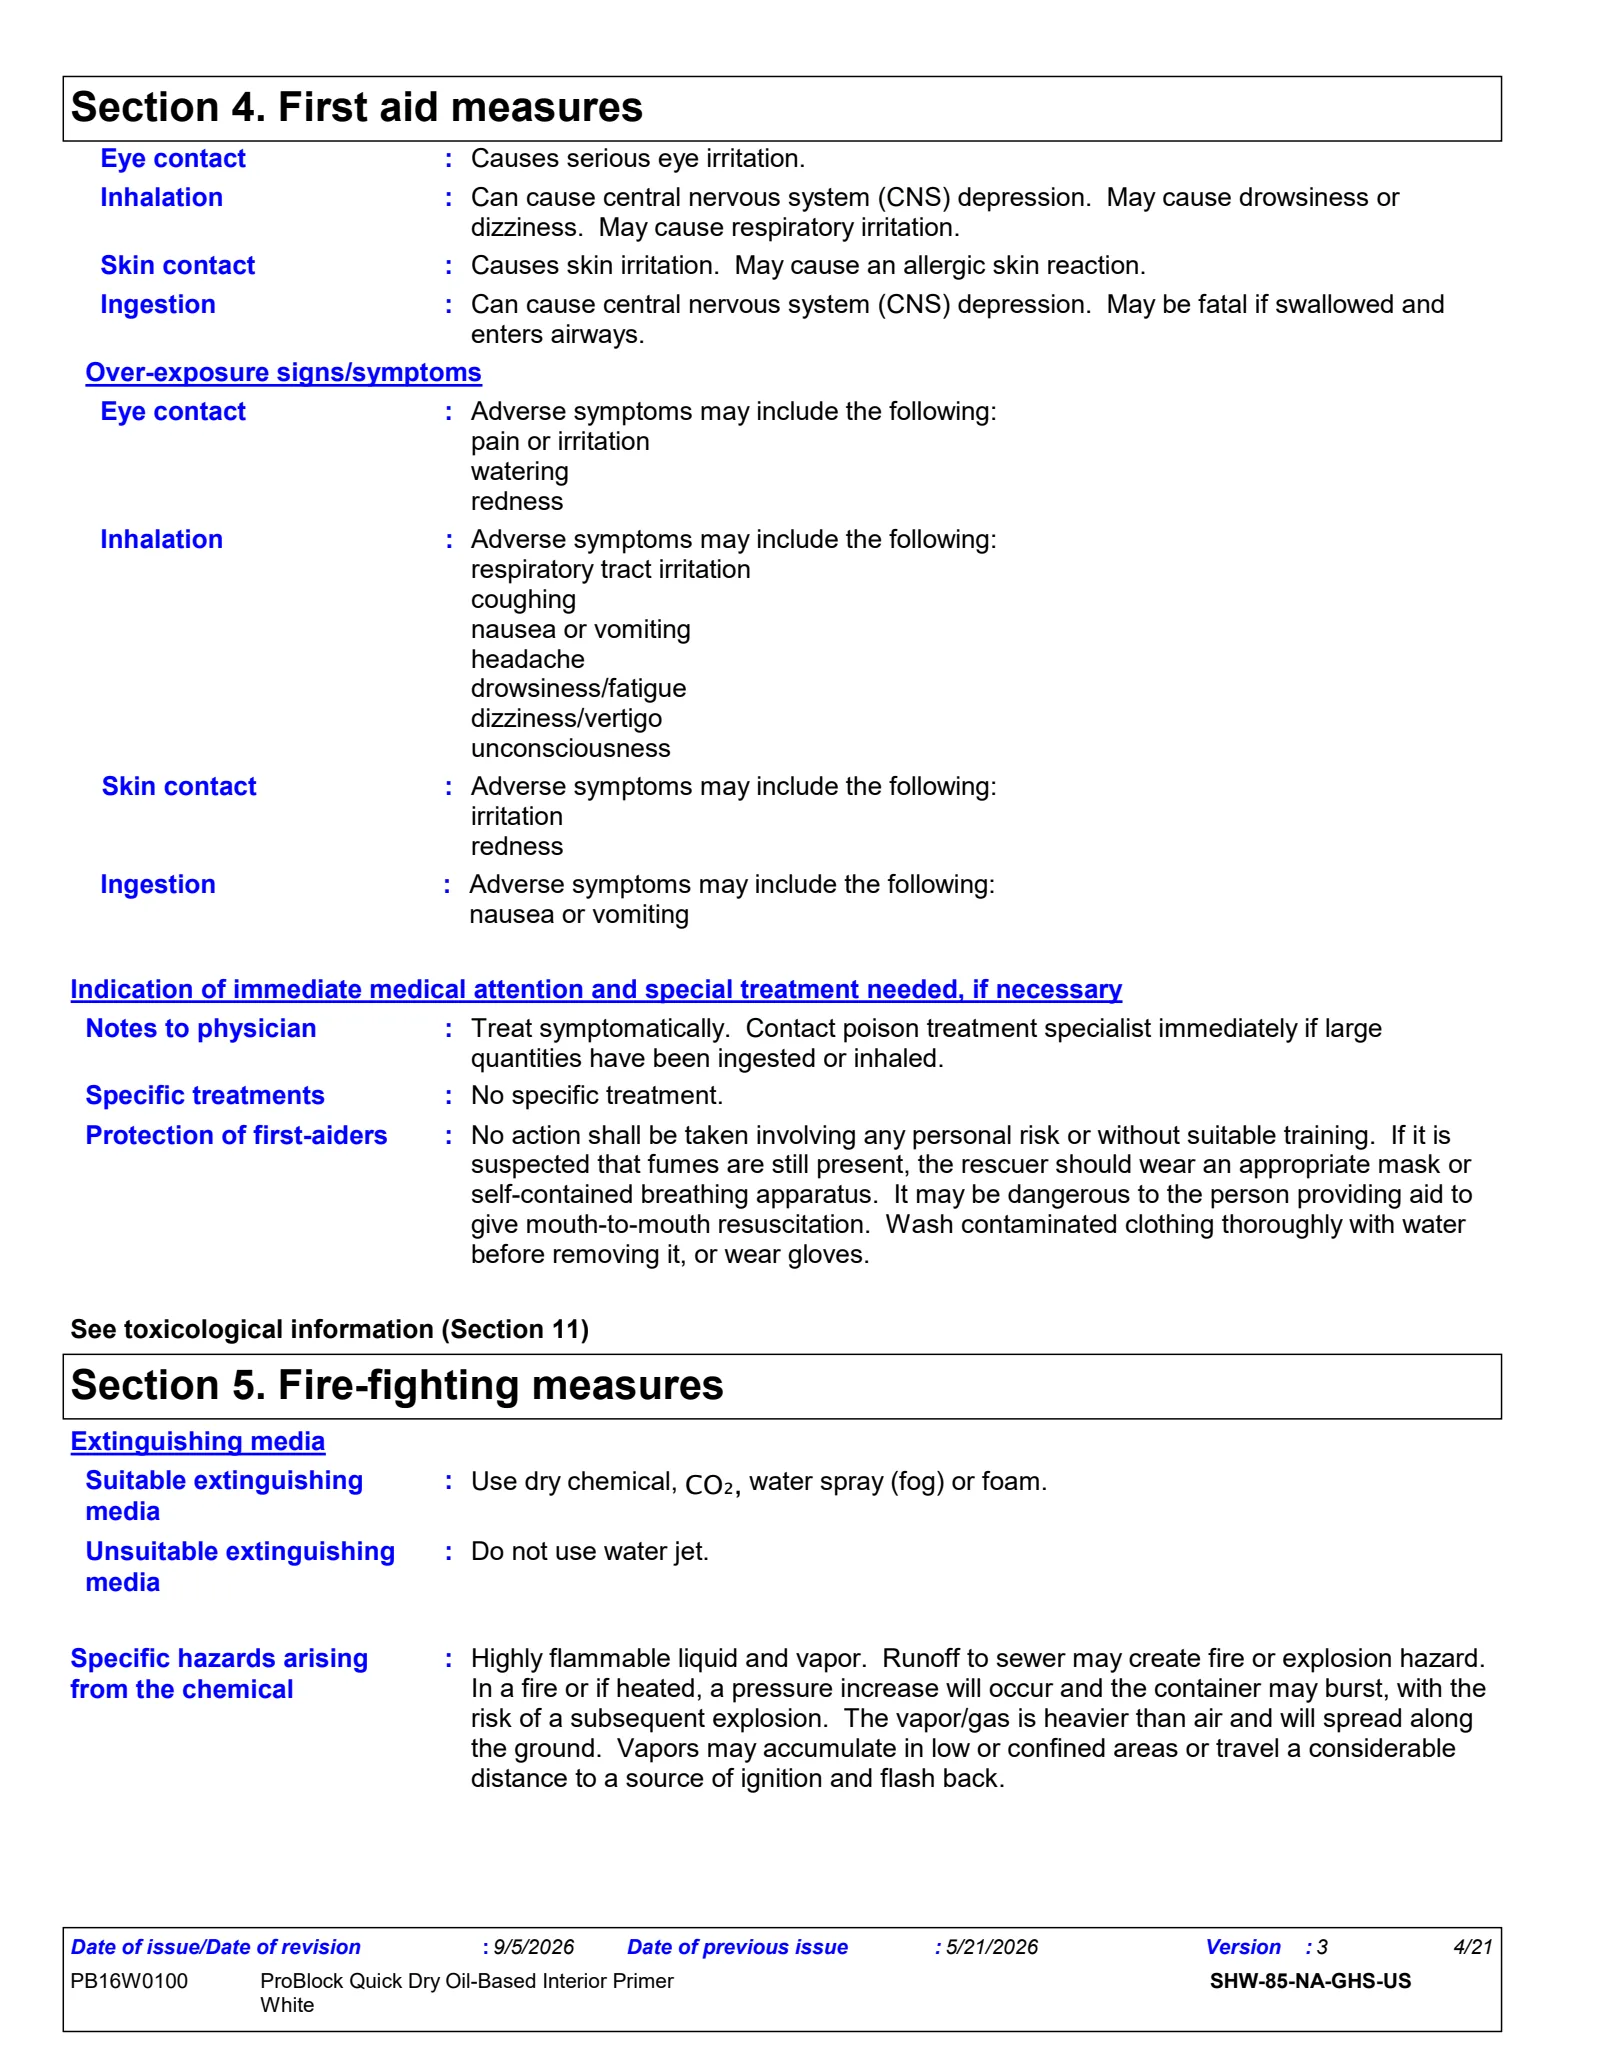 Section 4. First aid measures
Eye contact : Causes serious eye irritation.
Inhalation : Can cause central nervous system (CNS) depression.  May cause drowsiness or
dizziness.  May cause respiratory irritation.
Skin contact : Causes skin irritation.  May cause an allergic skin reaction.
Ingestion : Can cause central nervous system (CNS) depression.  May be fatal if swallowed and
enters airways.
Over-exposure signs/symptoms
Eye contact : Adverse symptoms may include the following:
pain or irritation
watering
redness
Inhalation : Adverse symptoms may include the following:
respiratory tract irritation
coughing
nausea or vomiting
headache
drowsiness/fatigue
dizziness/vertigo
unconsciousness
Skin contact : Adverse symptoms may include the following:
irritation
redness
Ingestion : Adverse symptoms may include the following:
nausea or vomiting
Indication of immediate medical attention and special treatment needed, if necessary
Notes to physician : Treat symptomatically.  Contact poison treatment specialist immediately if large
quantities have been ingested or inhaled.
Specific treatments : No specific treatment.
Protection of first-aiders : No action shall be taken involving any personal risk or without suitable training.  If it is
suspected that fumes are still present, the rescuer should wear an appropriate mask or
self-contained breathing apparatus.  It may be dangerous to the person providing aid to
give mouth-to-mouth resuscitation.  Wash contaminated clothing thoroughly with water
before removing it, or wear gloves.
See toxicological information (Section 11)
Section 5. Fire-fighting measures
Extinguishing media
Suitable extinguishing : Use dry chemical, CO₂, water spray (fog) or foam.
media
Unsuitable extinguishing : Do not use water jet.
media
Specific hazards arising : Highly flammable liquid and vapor.  Runoff to sewer may create fire or explosion hazard.
from the chemical In a fire or if heated, a pressure increase will occur and the container may burst, with the
risk of a subsequent explosion.  The vapor/gas is heavier than air and will spread along
the ground.  Vapors may accumulate in low or confined areas or travel a considerable
distance to a source of ignition and flash back.
Date of issue/Date of revision : 9/5/2026 Date of previous issue : 5/21/2026 Version : 3 4/21
PB16W0100 ProBlock Quick Dry Oil-Based Interior Primer SHW-85-NA-GHS-US
White